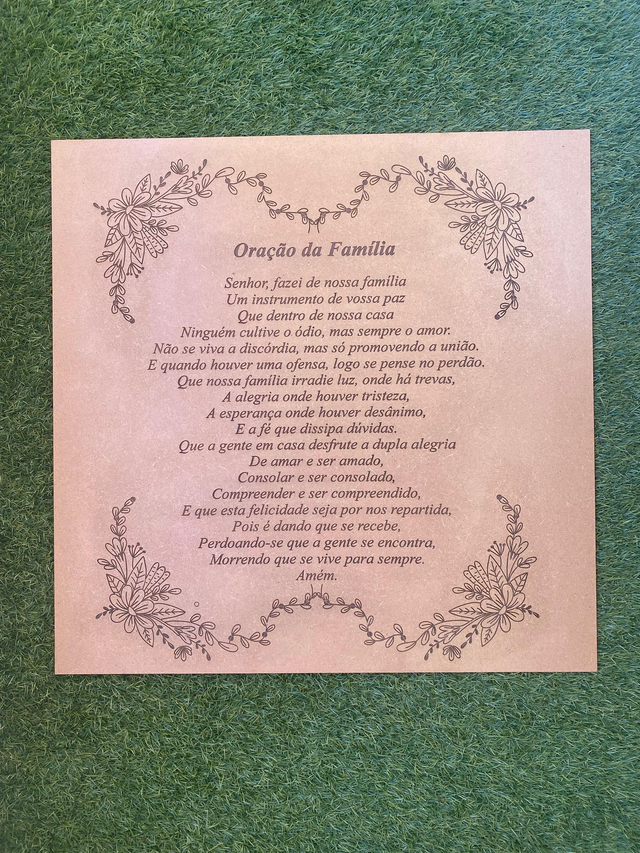 Oração da Família
Senhor, fazei de nossa família
Um instrumento de vossa paz
Que dentro de nossa casa
Ninguém cultive o ódio, mas sempre o amor.
Não se viva a discórdia, mas só promovendo a união.
E quando houver uma ofensa, logo se pense no perdão.
Que nossa família irradie luz, onde há trevas,
A alegria onde houver tristeza,
A esperança onde houver desânimo,
E a fé que dissipa dúvidas.
Que a gente em casa desfrute a dupla alegria
De amar e ser amado,
Consolar e ser consolado,
Compreender e ser compreendido,
E que esta felicidade seja por nos repartida,
Pois é dando que se recebe,
Perdoando-se que a gente se encontra,
Morrendo que se vive para sempre.
Amém.